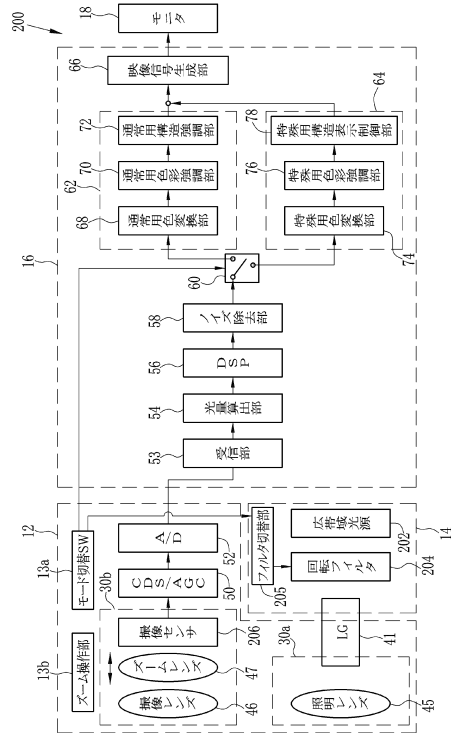 200
18
モニタ
66
映像信号生成部
64
72
通常用構造強調部
78
特殊用構造表示制御部
70
通常用色彩強調部
76
特殊用色彩強調部
62
68
通常用色変換部
特殊用色変換部
74
16
60
58
ノイズ除去部
56
DSP
54
光量算出部
53
受信部
12
13a
モード切替SW
A/D
52
フィルタ切替部
205
広帯域光源
202
14
CDS/AGC
50
回転フィルタ
204
30b
13b
ズーム操作部
撮像センサ
206
LG
41
30a
ズームレンズ
47
撮像レンズ
46
照明レンズ
45